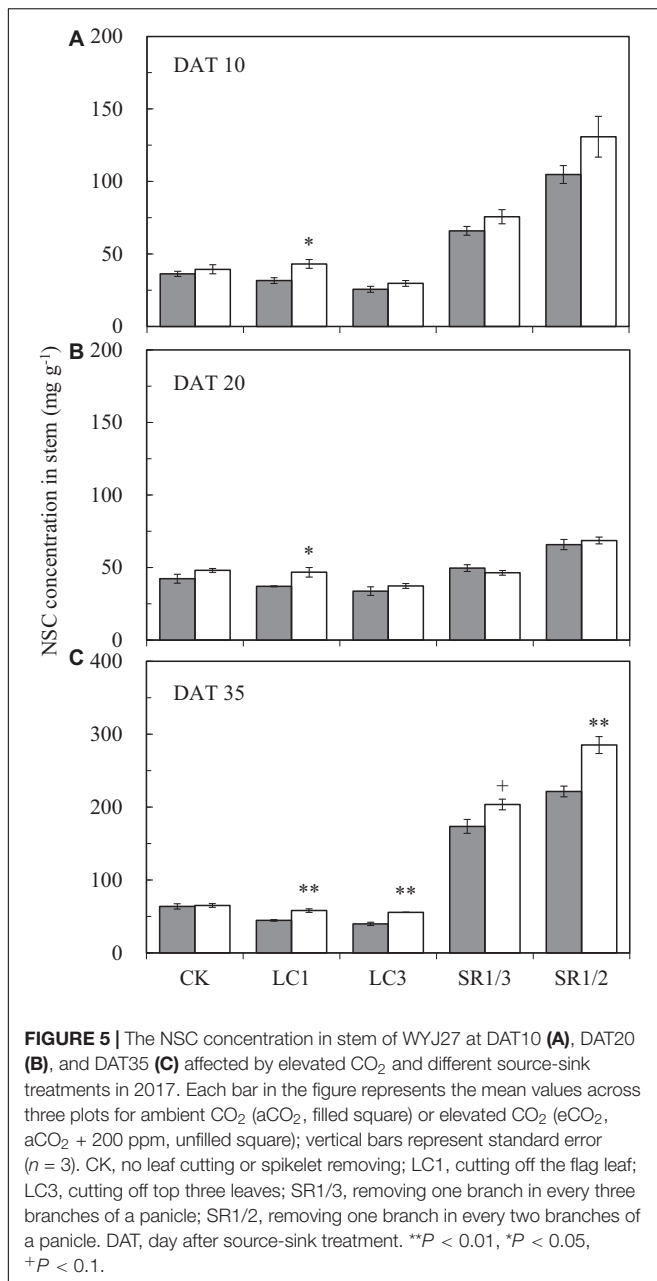 A
200
DAT 10
150
100
*
50
0
B
200
DAT 20
150
100
*
50
0
C
400
DAT 35
300
**
+
200
100
** **
0
NSC concentration in stem (mg g⁻¹)
CK LC1 LC3 SR1/3 SR1/2
FIGURE 5 | The NSC concentration in stem of WYJ27 at DAT10 (A), DAT20
(B), and DAT35 (C) affected by elevated CO₂ and different source-sink
treatments in 2017. Each bar in the figure represents the mean values across
three plots for ambient CO₂ (aCO₂, filled square) or elevated CO₂ (eCO₂,
aCO₂ + 200 ppm, unfilled square); vertical bars represent standard error
(n = 3). CK, no leaf cutting or spikelet removing; LC1, cutting off the flag leaf;
LC3, cutting off top three leaves; SR1/3, removing one branch in every three
branches of a panicle; SR1/2, removing one branch in every two branches of
a panicle. DAT, day after source-sink treatment. **P < 0.01, *P < 0.05,
⁺P < 0.1.